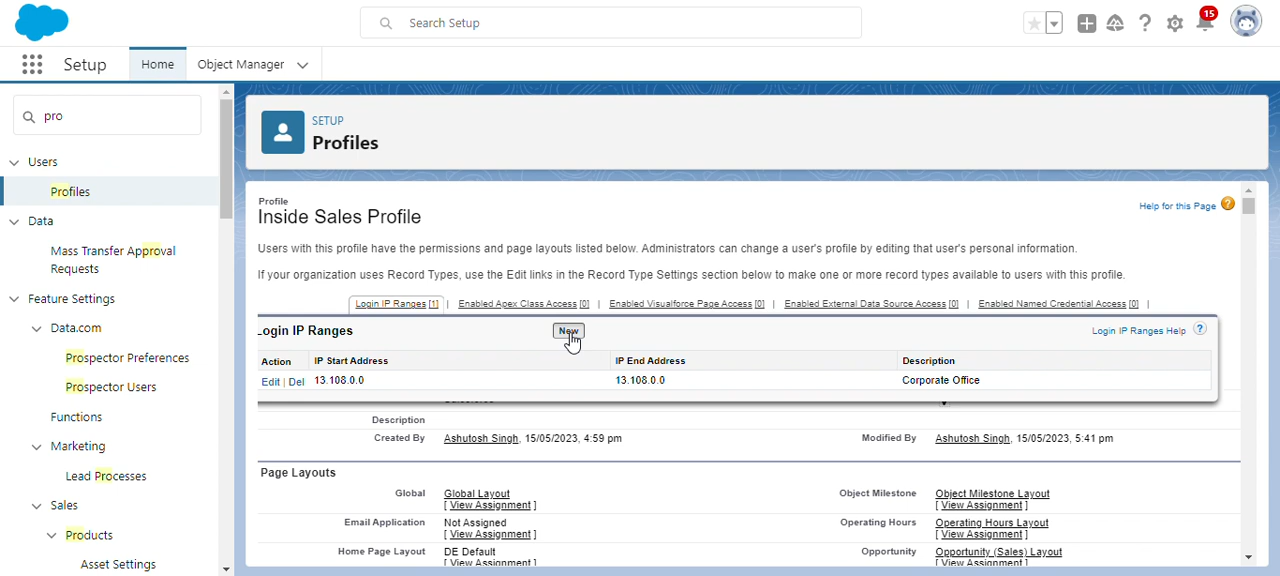 Search Setup
15
Setup
Home
Object Manager
pro
Users
Profiles
Data
Mass Transfer Approval
Requests
Feature Settings
Data.com
Prospector Preferences
Prospector Users
Functions
Marketing
Lead Processes
Sales
Products
Asset Settings
SETUP
Profiles
Profile
Inside Sales Profile
Help for this Page
Users with this profile have the permissions and page layouts listed below. Administrators can change a user's profile by editing that user's personal information.
If your organization uses Record Types, use the Edit links in the Record Type Settings section below to make one or more record types available to users with this profile.
Login IP Ranges [1] | Enabled Apex Class Access [0] | Enabled Visualforce Page Access [0] | Enabled External Data Source Access [0] | Enabled Named Credential Access [0] |
Login IP Ranges New Login IP Ranges Help ?
Action IP Start Address IP End Address Description
Edit | Del 13.108.0.0 13.108.0.0 Corporate Office
Description
Created By Ashutosh Singh, 15/05/2023, 4:59 pm Modified By Ashutosh Singh, 15/05/2023, 5:41 pm
Page Layouts
Global Global Layout Object Milestone Object Milestone Layout
[ View Assignment ] [ View Assignment ]
Email Application Not Assigned Operating Hours Operating Hours Layout
[ View Assignment ] [ View Assignment ]
Home Page Layout DE Default Opportunity Opportunity (Sales) Layout
[ View Assignment ] [ View Assignment ]